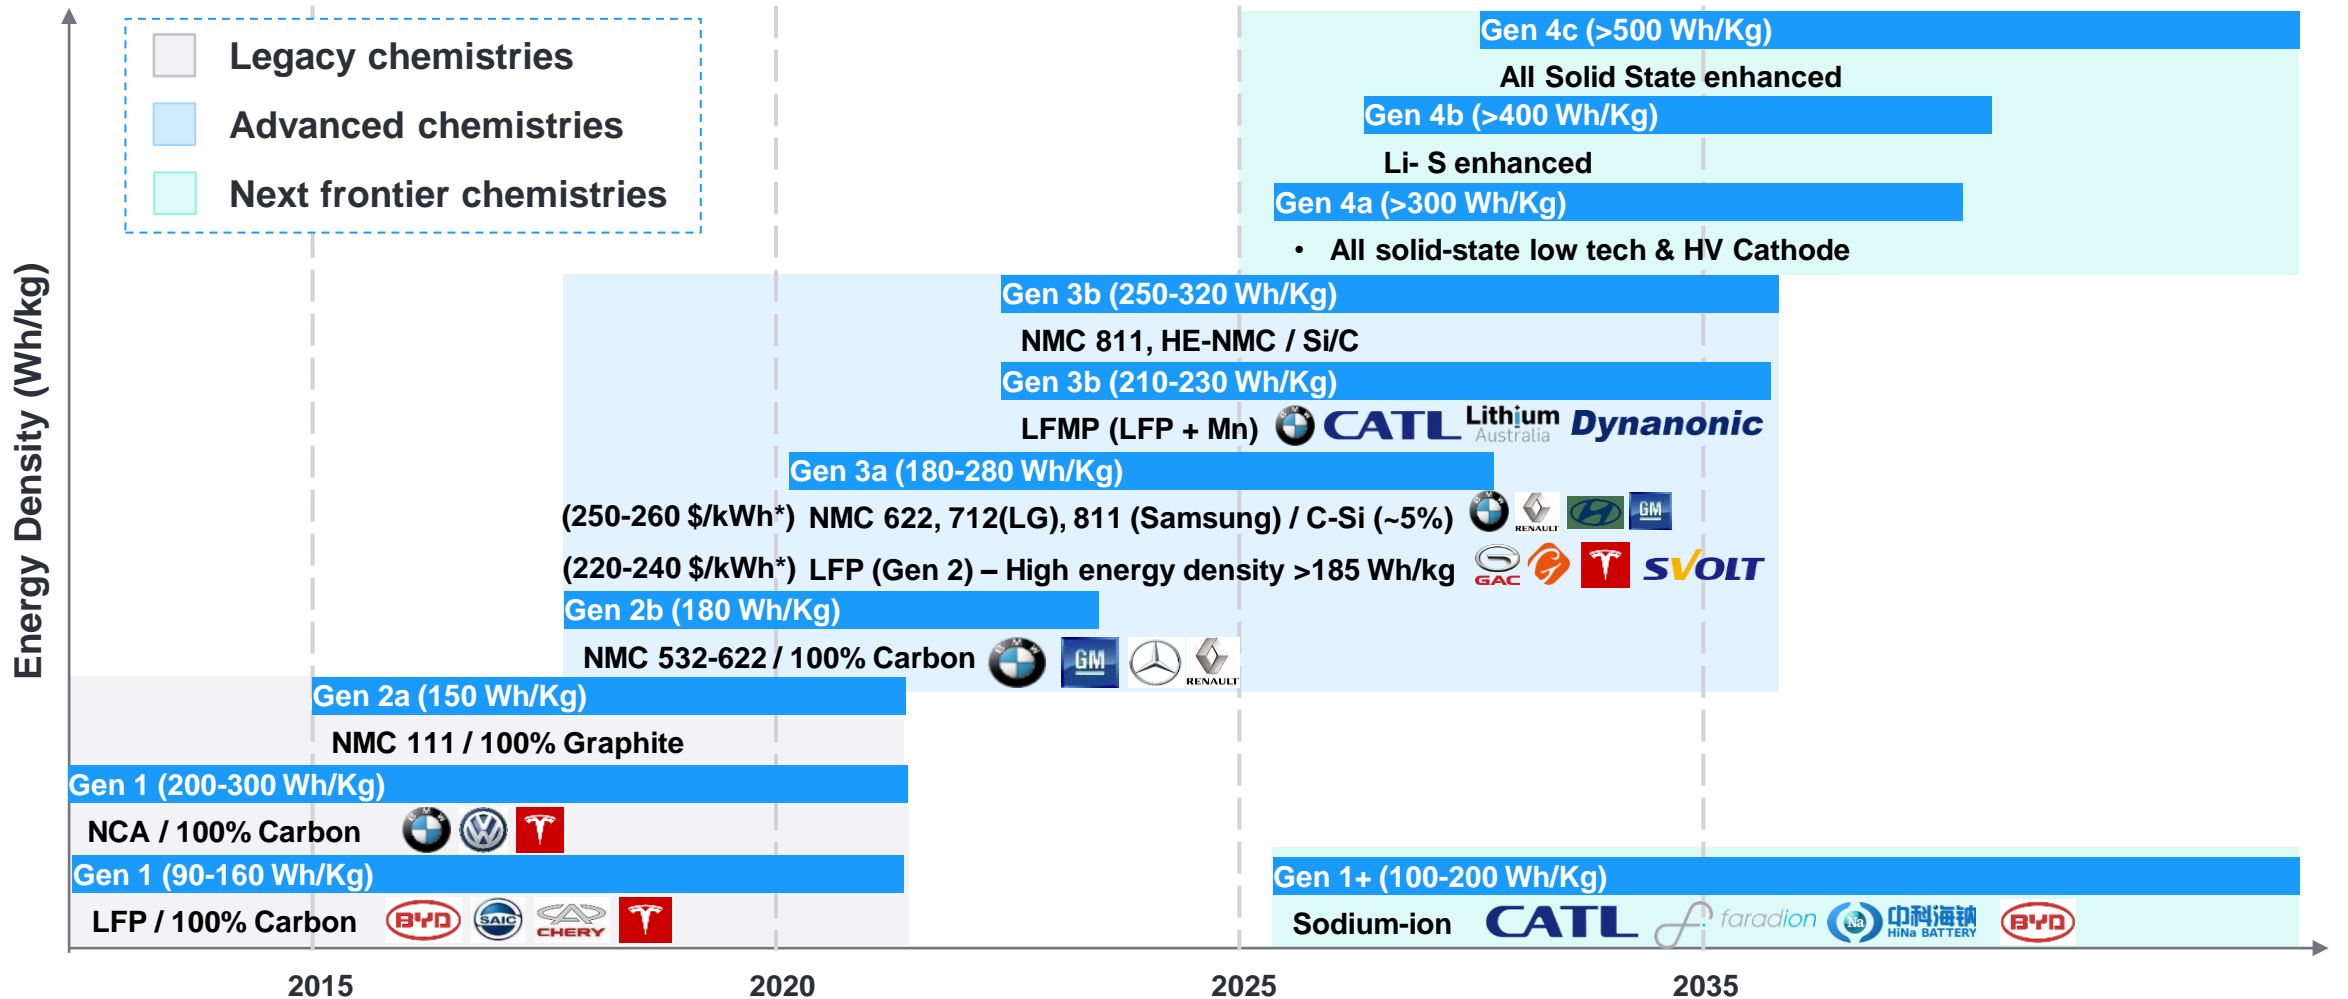 Legacy chemistries
Advanced chemistries
Next frontier chemistries
Energy Density (Wh/kg)
Gen 4c (>500 Wh/Kg)
All Solid State enhanced
Gen 4b (>400 Wh/Kg)
Li- S enhanced
Gen 4a (>300 Wh/Kg)
• All solid-state low tech & HV Cathode
Gen 3b (250-320 Wh/Kg)
NMC 811, HE-NMC / Si/C
Gen 3b (210-230 Wh/Kg)
LFMP (LFP + Mn) BMW CATL Lithium Australia Dynanonic
Gen 3a (180-280 Wh/Kg)
(250-260 $/kWh*) NMC 622, 712(LG), 811 (Samsung) / C-Si (~5%) BMW RENAULT GM
(220-240 $/kWh*) LFP (Gen 2) – High energy density >185 Wh/kg GAC SVOLT
Gen 2b (180 Wh/Kg)
NMC 532-622 / 100% Carbon BMW GM RENAULT
Gen 2a (150 Wh/Kg)
NMC 111 / 100% Graphite
Gen 1 (200-300 Wh/Kg)
NCA / 100% Carbon BMW VW
Gen 1 (90-160 Wh/Kg)
LFP / 100% Carbon BYD SAIC CHERY
Gen 1+ (100-200 Wh/Kg)
Sodium-ion CATL faradion Na 中科海钠 HiNa BATTERY BYD
2015 2020 2025 2035